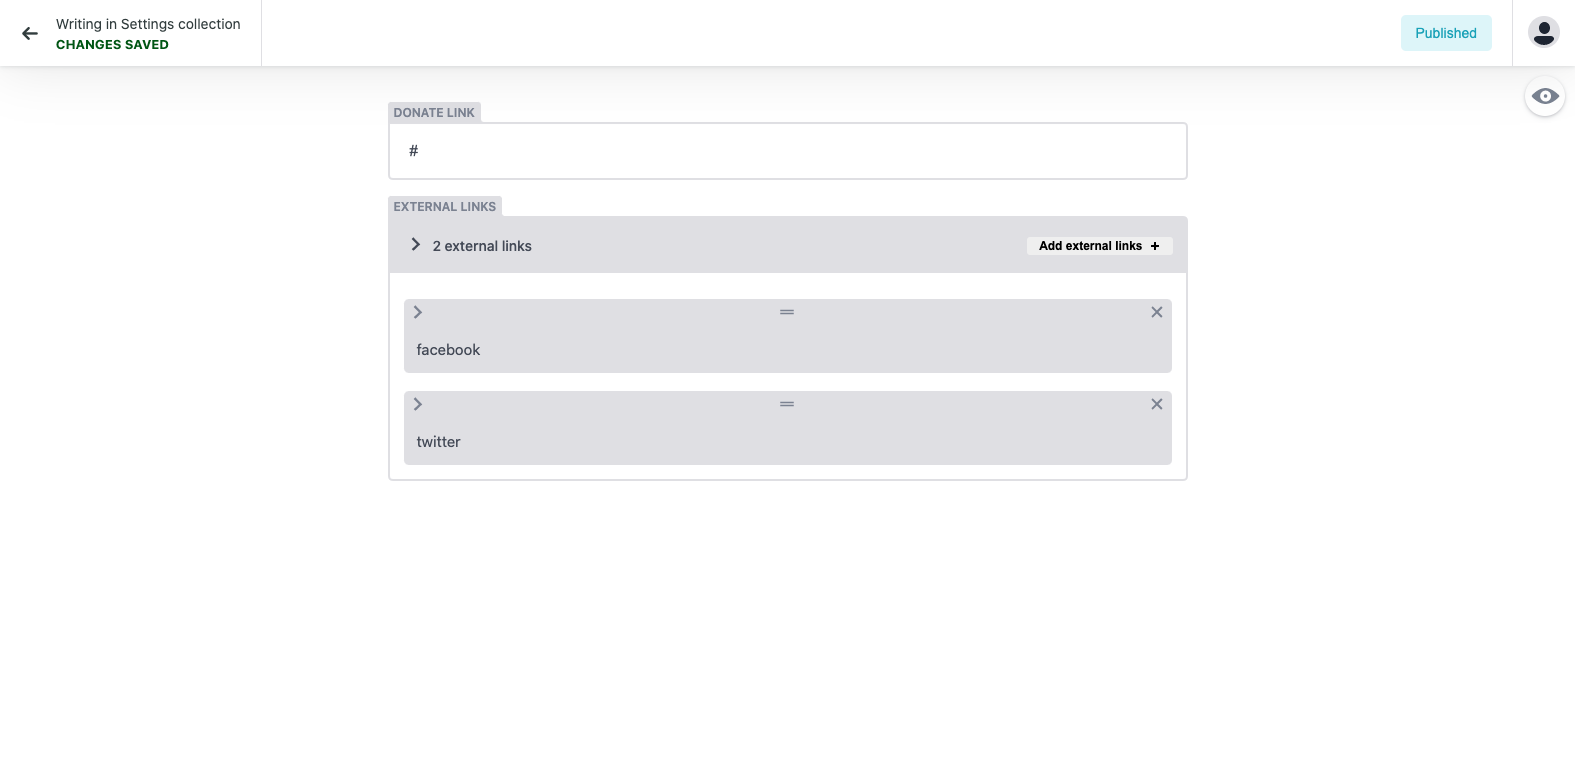 Writing in Settings collection
CHANGES SAVED
Published
DONATE LINK
#
EXTERNAL LINKS
2 external links
Add external links +
facebook
twitter